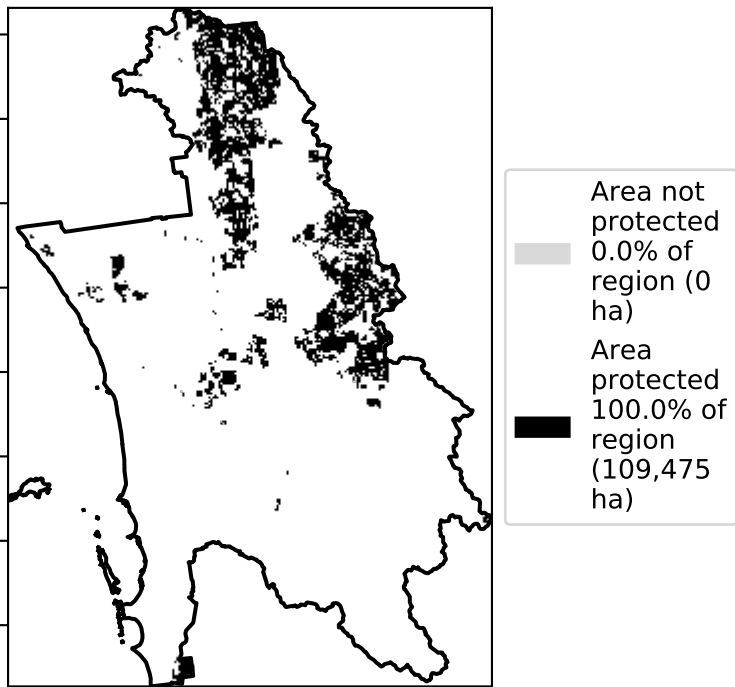 Area not
protected
0.0% of
region (0
ha)
Area
protected
100.0% of
region
(109,475
ha)